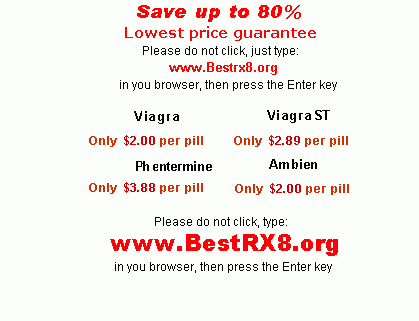 Save up to 80%
Lowest price guarantee
Please do not click, just type:
www.Bestrx8.org
in you browser, then press the Enter key
Viagra Viagra ST
Only $2.00 per pill Only $2.89 per pill
Phentermine Ambien
Only $3.88 per pill Only $2.00 per pill
Please do not click, type:
www.BestRX8.org
in you browser, then press the Enter key